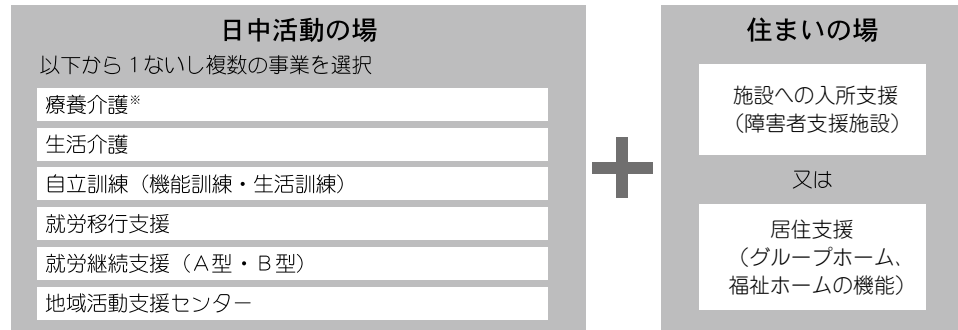 日中活動の場
以下から1ないし複数の事業を選択
療養介護※
生活介護
自立訓練（機能訓練・生活訓練）
就労移行支援
就労継続支援（A型・B型）
地域活動支援センター
＋
住まいの場
施設への入所支援
（障害者支援施設）
又は
居住支援
（グループホーム、
福祉ホームの機能）